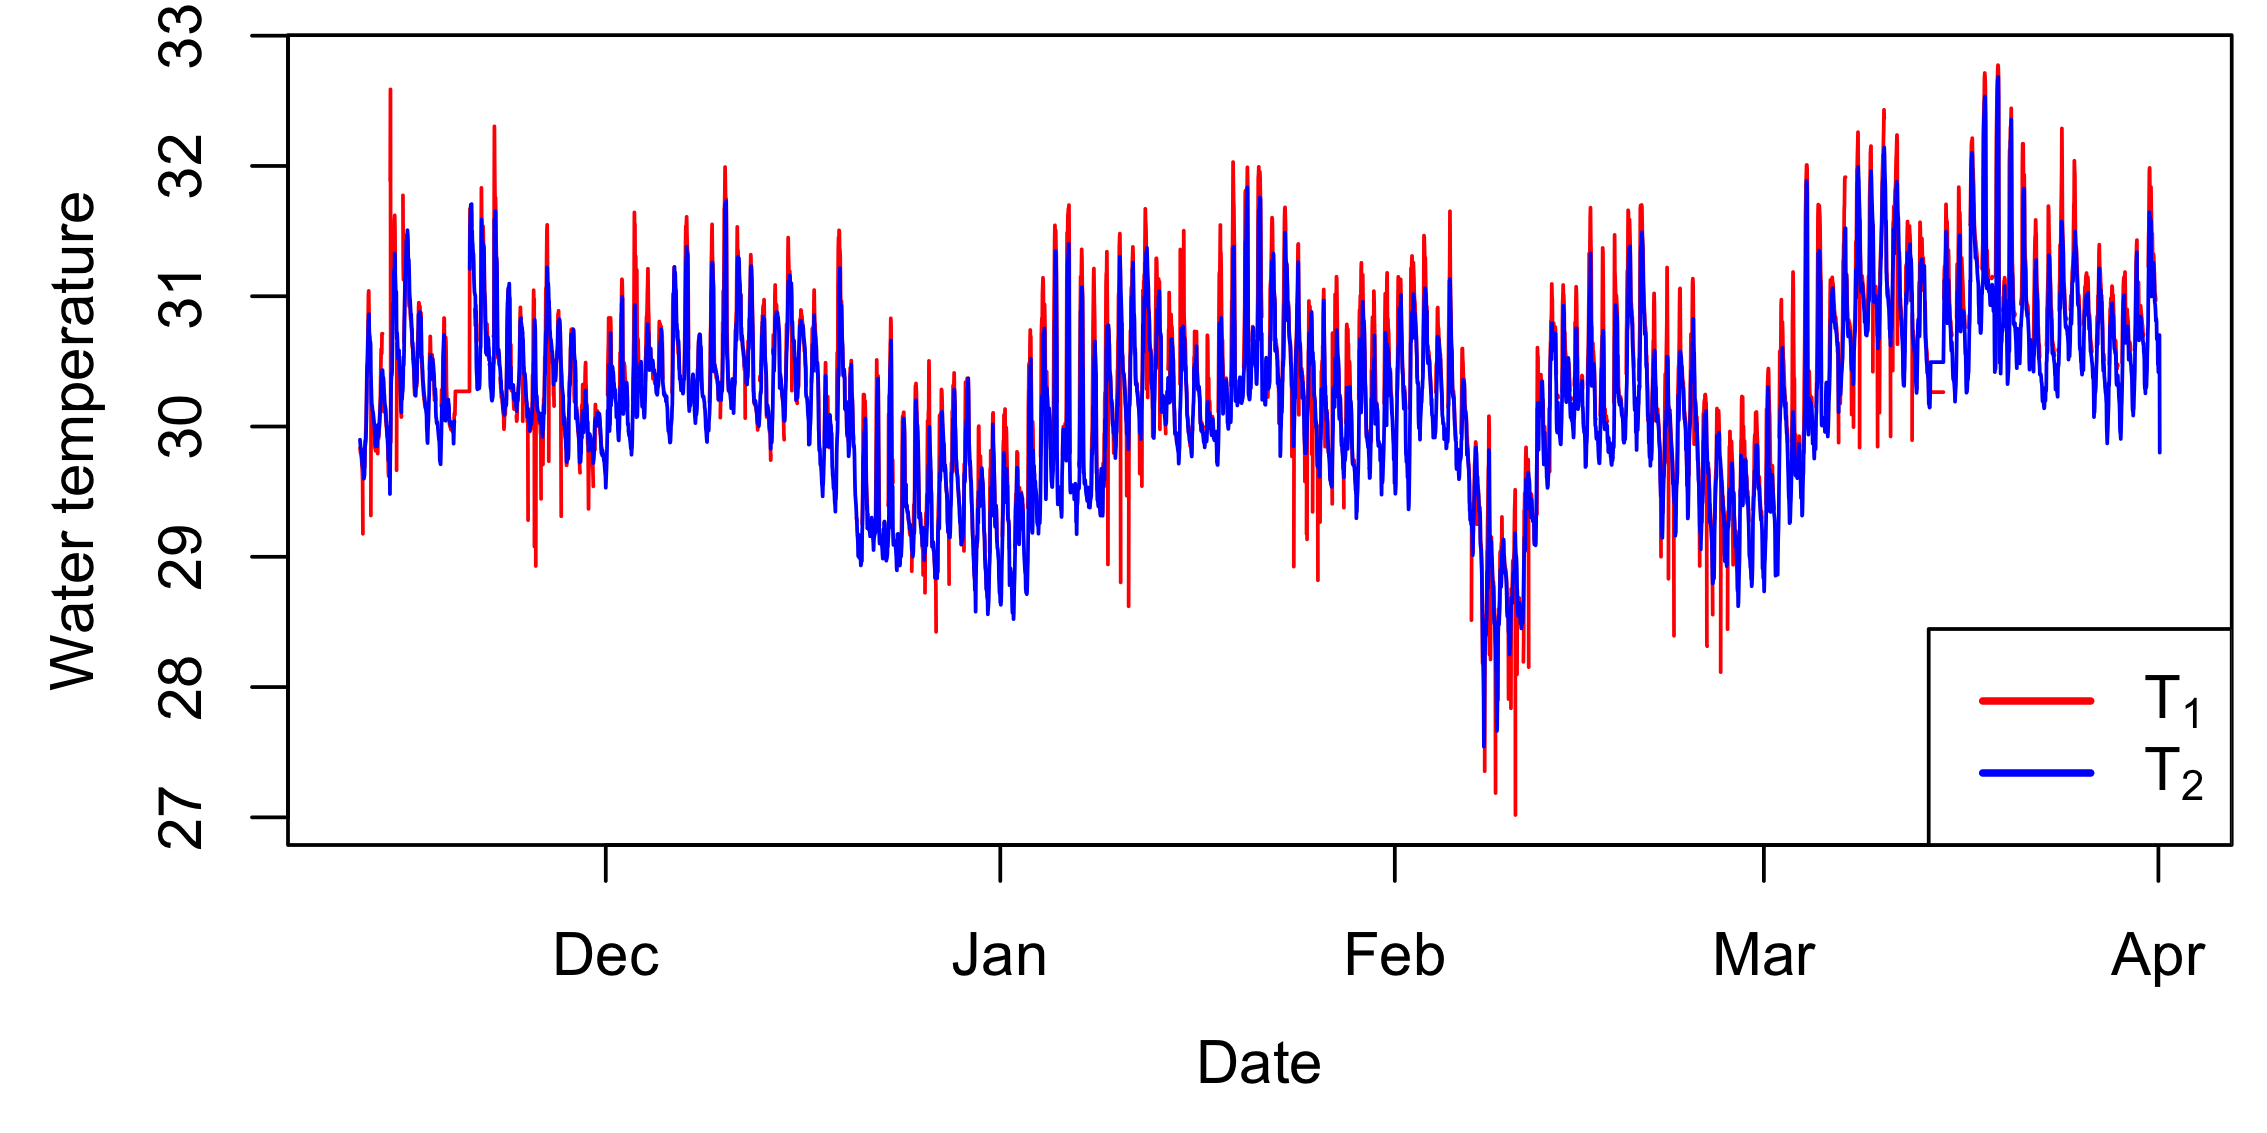 Water temperature
33
32
31
30
29
28
27
T1
T2
Dec Jan Feb Mar Apr
Date